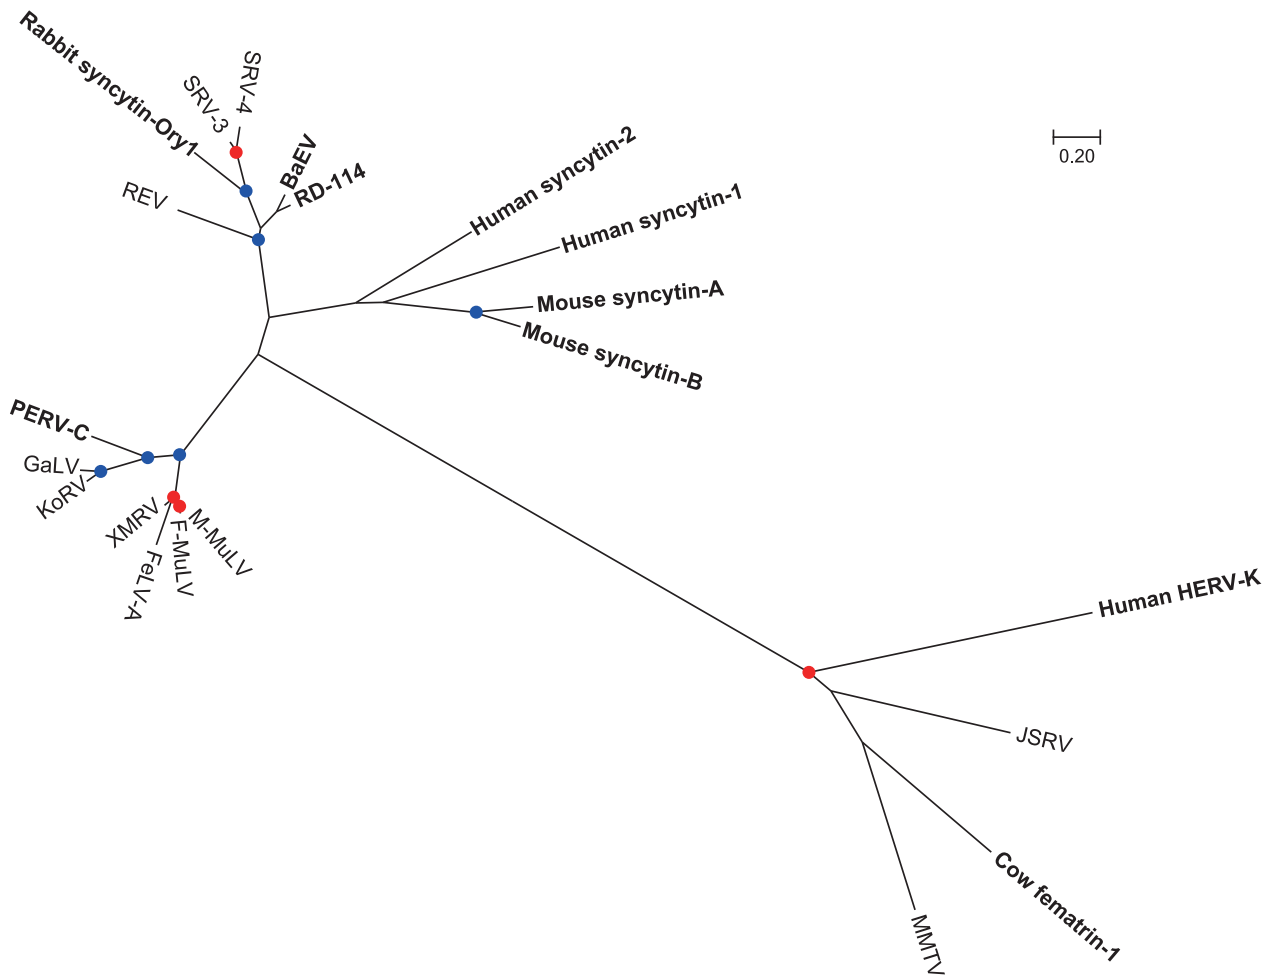 Rabbit syncytin-Ory1
SRV-3
SRV-4
BaEV
RD-114
REV
Human syncytin-2
Human syncytin-1
Mouse syncytin-A
Mouse syncytin-B
0.20
PERV-C
GaLV
KoRV
XMRV
FeLV-A
F-MuLV
M-MuLV
Human HERV-K
JSRV
Cow fematrin-1
MMTV